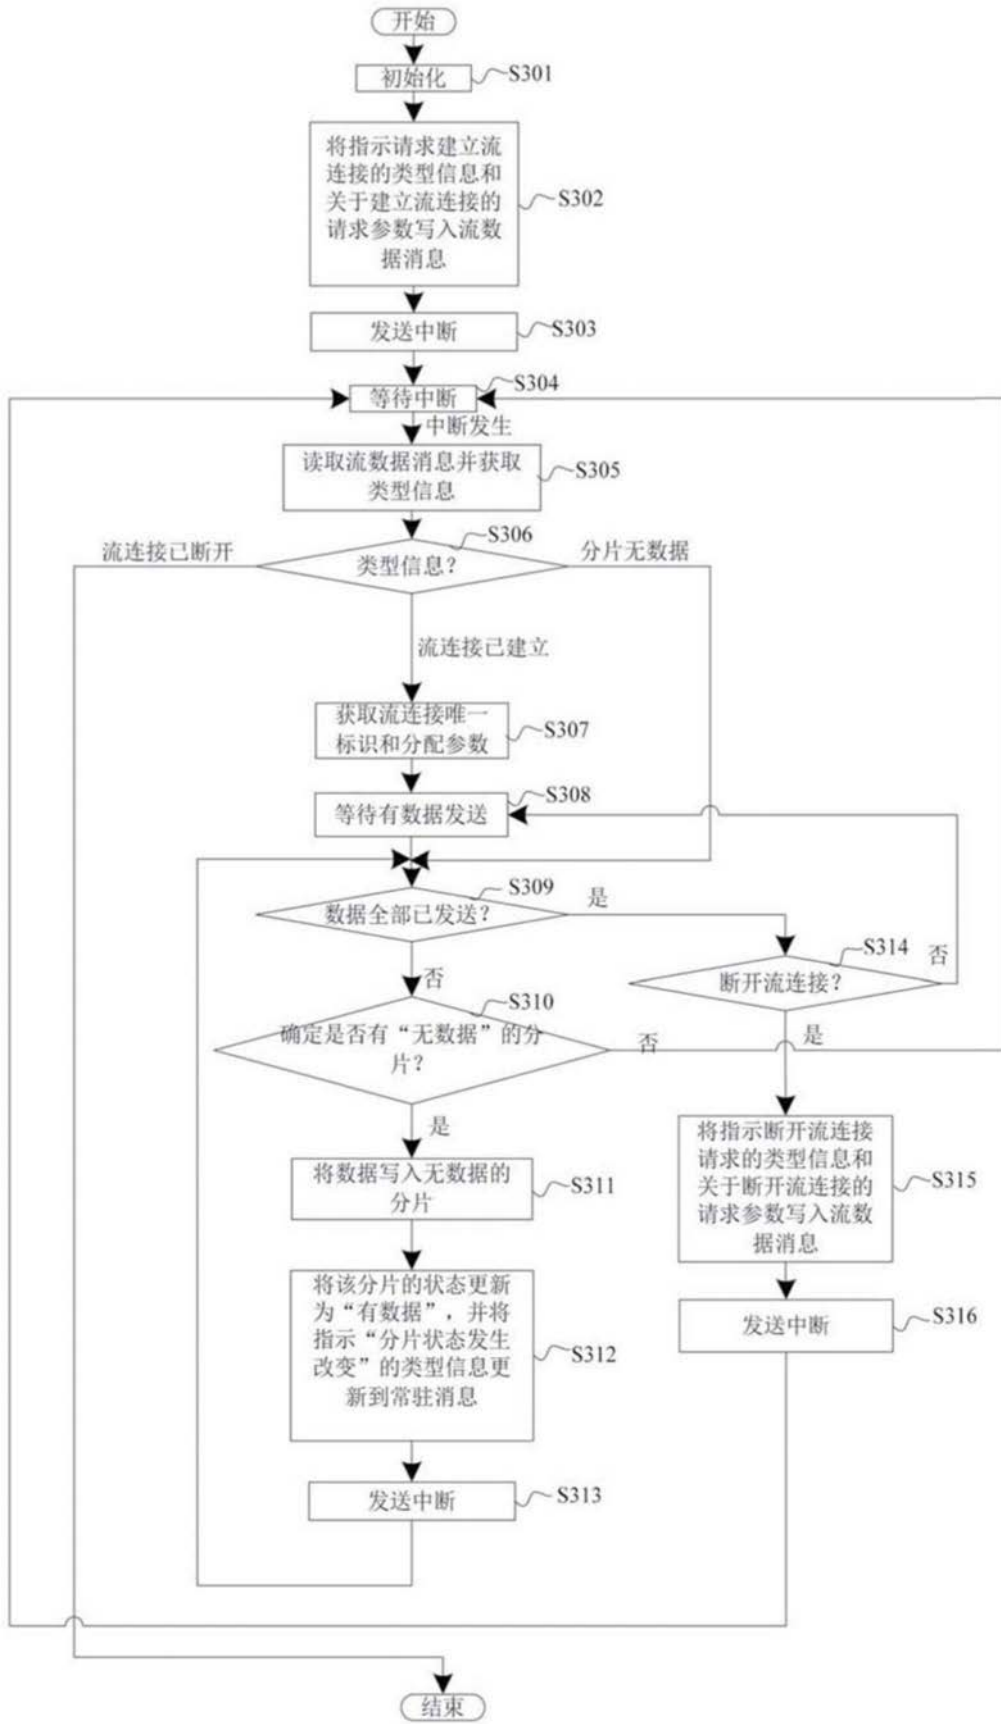 开始
初始化
S301
将指示请求建立流
连接的类型信息和
关于建立流连接的
请求参数写入流数
据消息
S302
发送中断
S303
等待中断
S304
中断发生
读取流数据消息并获取
类型信息
S305
流连接已断开
类型信息？
S306
分片无数据
流连接已建立
获取流连接唯一
标识和分配参数
S307
等待有数据发送
S308
数据全部已发送？
S309
是
断开流连接？
S314
否
否
确定是否有“无数据”的分
片？
S310
否
是
是
将数据写入无数据的
分片
S311
将指示断开流连接
请求的类型信息和
关于断开流连接的
请求参数写入流数
据消息
S315
将该分片的状态更新
为“有数据”，并将
指示“分片状态发生
改变”的类型信息更
新到常驻消息
S312
发送中断
S316
发送中断
S313
结束